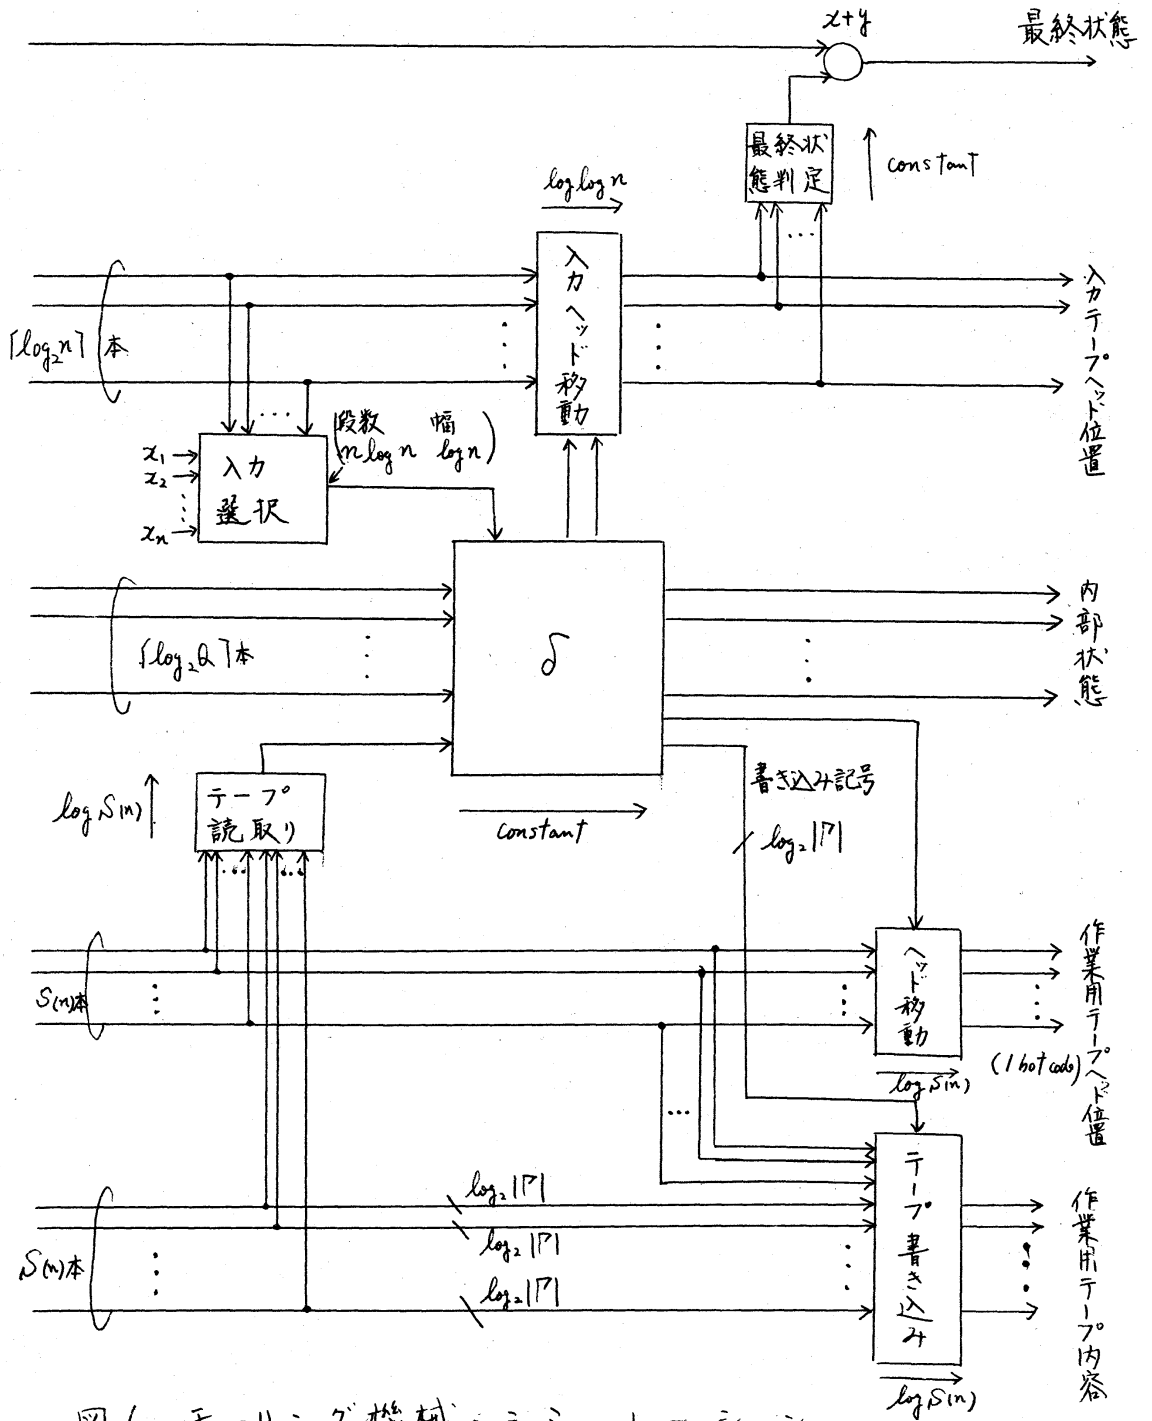 x+y
最終状態
最終状
態判定
constant
log log n
入力ヘッド移動
入力テープヘッド位置
⌈log₂n⌉本
段数 幅
(n log n log n)
x₁
x₂
xₙ
入力
選択
δ
⌈log₂Q⌉本
内部状態
constant
log S(n)
テープ
読取り
書き込み記号
log₂|Γ|
S(n)本
ヘッド移動
log S(n)
(1 hot code)
作業用テープヘッド位置
S(n)本
log₂|Γ|
log₂|Γ|
log₂|Γ|
テープ書き込み
log S(n)
作業用テープ内容